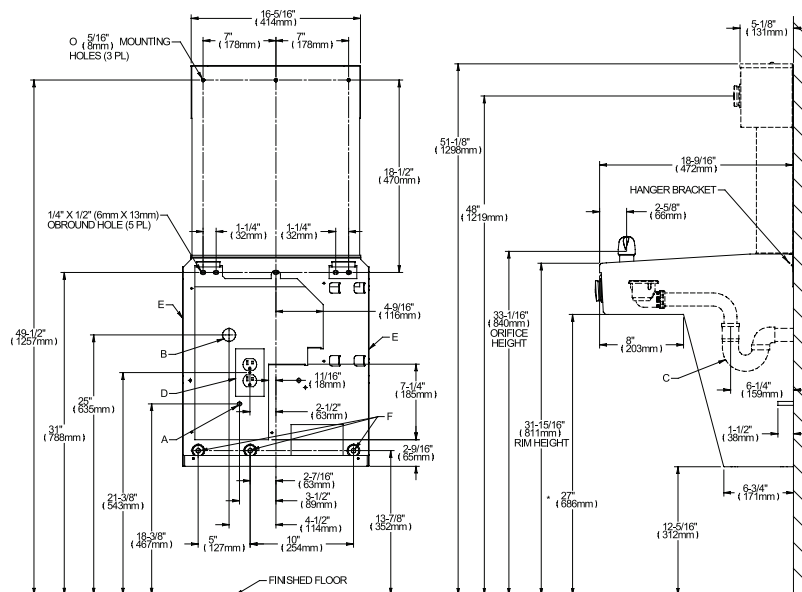 16-5/16"
(414mm)
5-1/8"
(131mm)
O 5/16" MOUNTING
(8mm)
HOLES (3 PL)
7"
(178mm)
7"
(178mm)
51-1/8"
(1298mm)
18-9/16"
(472mm)
18-1/2"
(470mm)
HANGER BRACKET
48"
(1219mm)
2-5/8"
(66mm)
1/4" X 1/2" (6mm X 13mm)
OBROUND HOLE (5 PL)
1-1/4"
(32mm)
1-1/4"
(32mm)
E
4-9/16"
(116mm)
33-1/16"
(840mm)
ORIFICE
HEIGHT
49-1/2"
(1257mm)
E
B
8"
(203mm)
25"
(635mm)
D
11/16"
(18mm)
C
7-1/4"
(185mm)
6-1/4"
(159mm)
2-1/2"
(63mm)
F
31"
(788mm)
A
31-15/16"
(811mm)
RIM HEIGHT
1-1/2"
(38mm)
2-9/16"
(65mm)
21-3/8"
(543mm)
2-7/16"
(63mm)
3-1/2"
(89mm)
* 27"
(686mm)
6-3/4"
(171mm)
13-7/8"
(352mm)
4-1/2"
(114mm)
12-5/16"
(312mm)
18-3/8"
(467mm)
5"
(127mm)
10"
(254mm)
FINISHED FLOOR